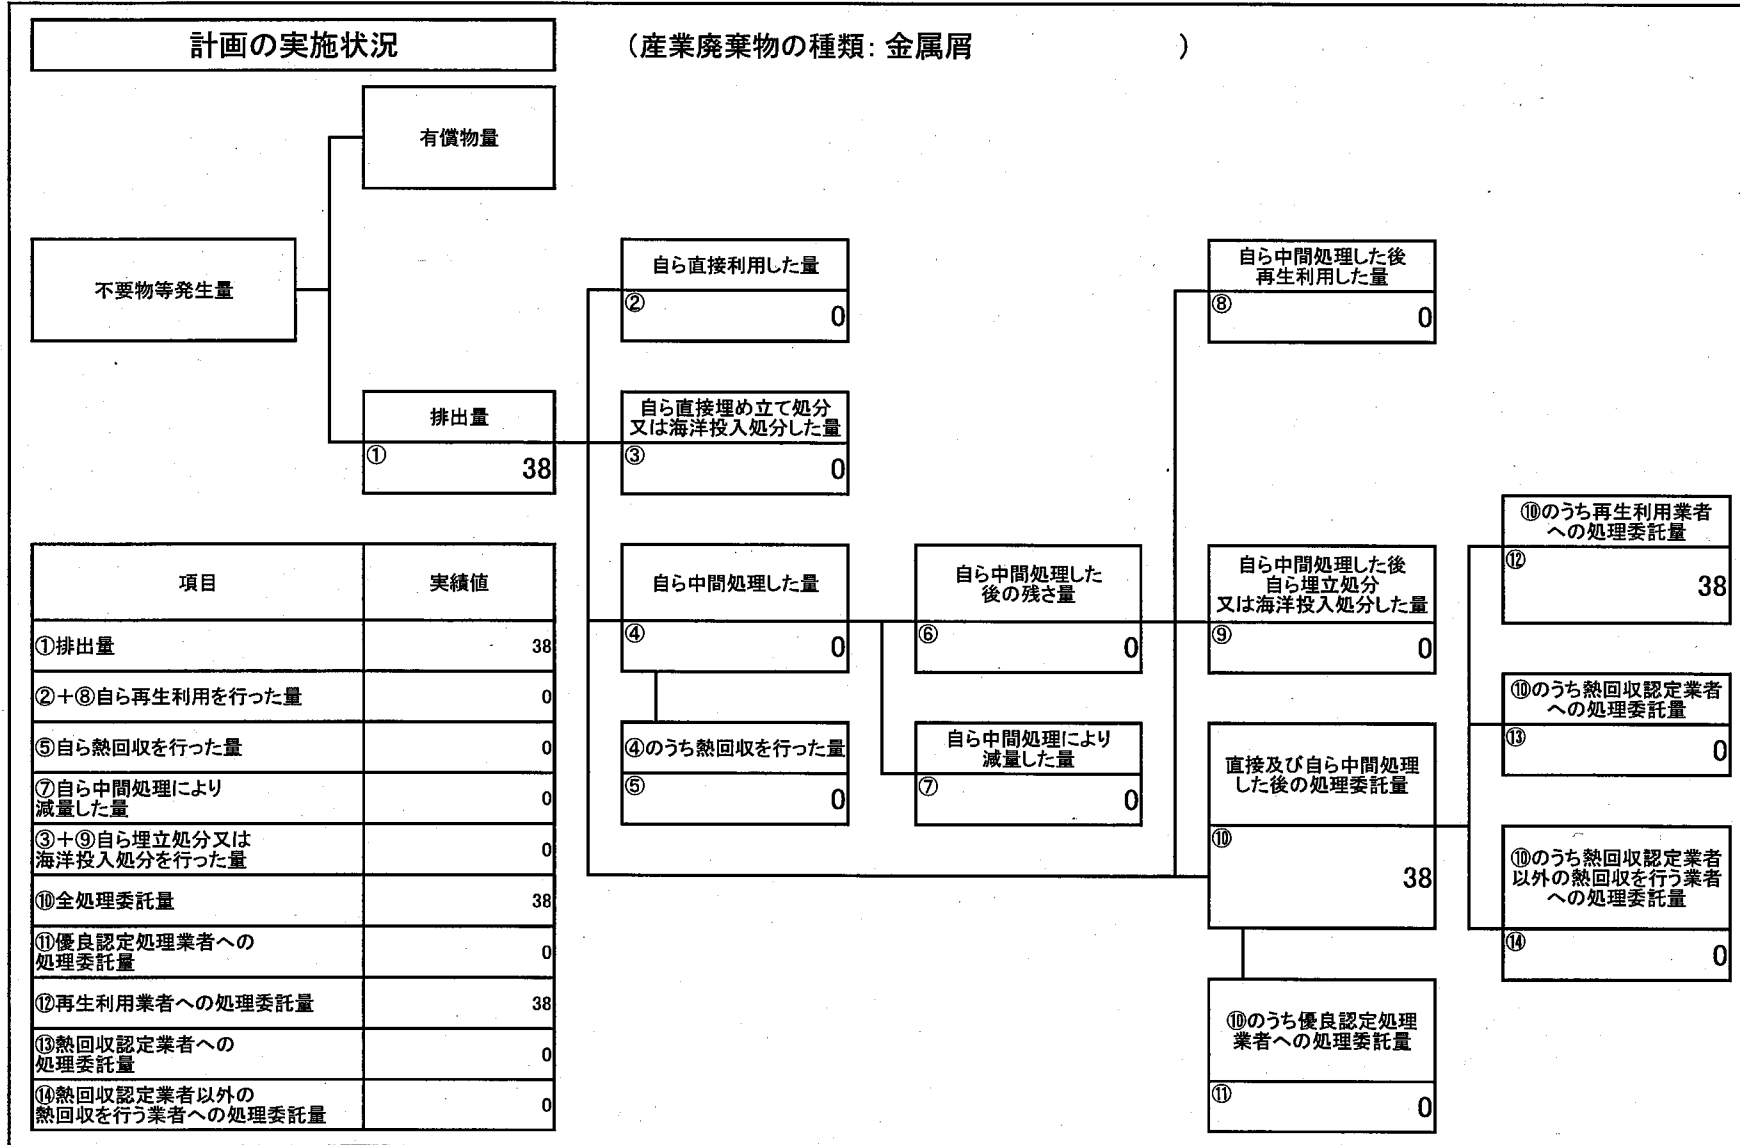 計画の実施状況
（産業廃棄物の種類：金属屑　　　　）
有償物量
不要物等発生量
排出量
①
38
自ら直接利用した量
②
0
自ら直接埋め立て処分
又は海洋投入処分した量
③
0
自ら中間処理した量
④
0
④のうち熱回収を行った量
⑤
0
自ら中間処理した
後の残さ量
⑥
0
自ら中間処理により
減量した量
⑦
0
自ら中間処理した後
再生利用した量
⑧
0
自ら中間処理した後
自ら埋立処分
又は海洋投入処分した量
⑨
0
直接及び自ら中間処理
した後の処理委託量
⑩
38
⑩のうち優良認定処理
業者への処理委託量
⑪
0
⑩のうち再生利用業者
への処理委託量
⑫
38
⑩のうち熱回収認定業者
への処理委託量
⑬
0
⑩のうち熱回収認定業者
以外の熱回収を行う業者
への処理委託量
⑭
0
項目 実績値
①排出量 38
②＋⑧自ら再生利用を行った量 0
⑤自ら熱回収を行った量 0
⑦自ら中間処理により
減量した量 0
③＋⑨自ら埋立処分又は
海洋投入処分を行った量 0
⑩全処理委託量 38
⑪優良認定処理業者への
処理委託量 0
⑫再生利用業者への処理委託量 38
⑬熱回収認定業者への
処理委託量 0
⑭熱回収認定業者以外の
熱回収を行う業者への処理委託量 0